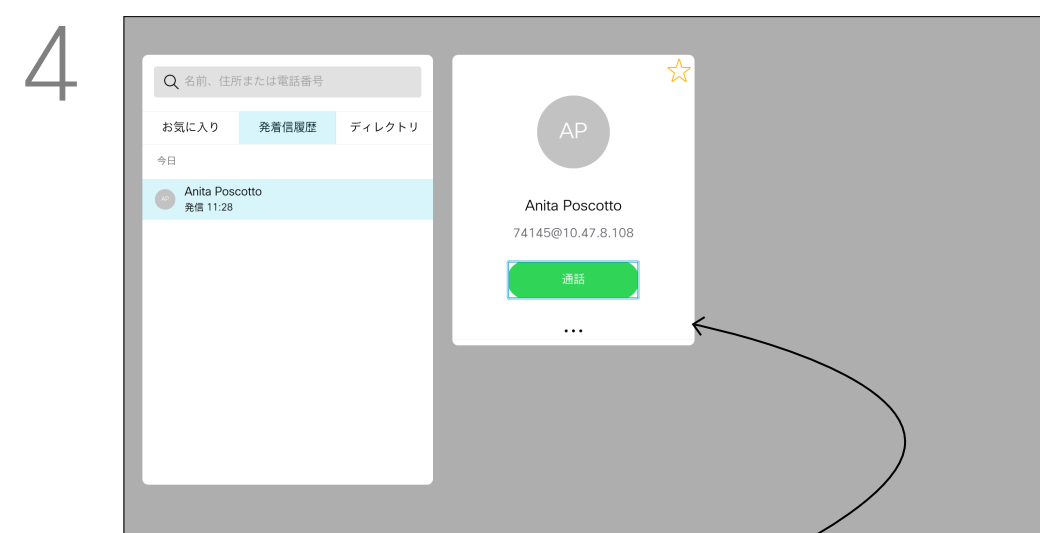 4
名前、住所または電話番号
お気に入り 発着信履歴 ディレクトリ
今日
AP
Anita Poscotto
発信 11:28
AP
Anita Poscotto
74145@10.47.8.108
通話
...